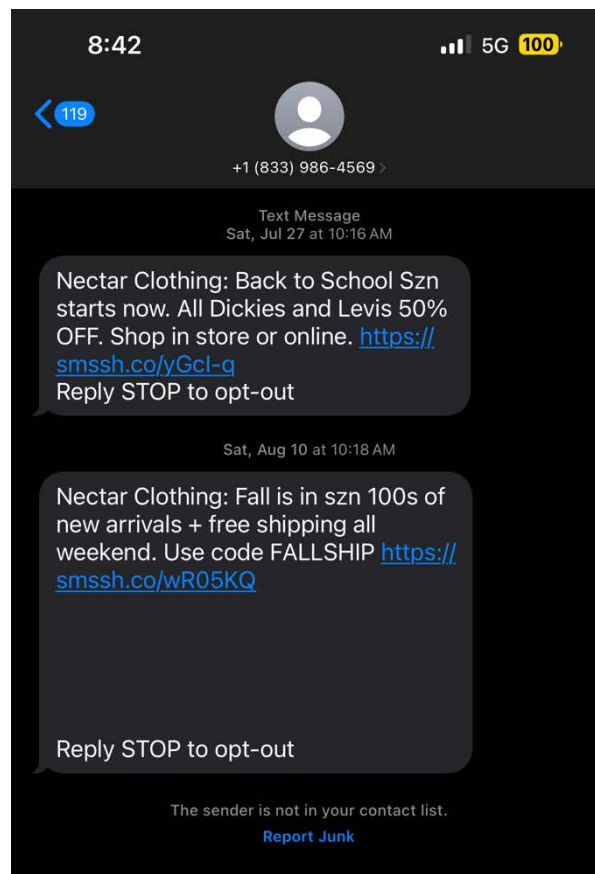 8:42
5G 100
119
+1 (833) 986-4569 >
Text Message
Sat, Jul 27 at 10:16 AM
Nectar Clothing: Back to School Szn
starts now. All Dickies and Levis 50%
OFF. Shop in store or online. https://
smssh.co/yGcI-q
Reply STOP to opt-out
Sat, Aug 10 at 10:18 AM
Nectar Clothing: Fall is in szn 100s of
new arrivals + free shipping all
weekend. Use code FALLSHIP https://
smssh.co/wR05KQ
Reply STOP to opt-out
The sender is not in your contact list.
Report Junk